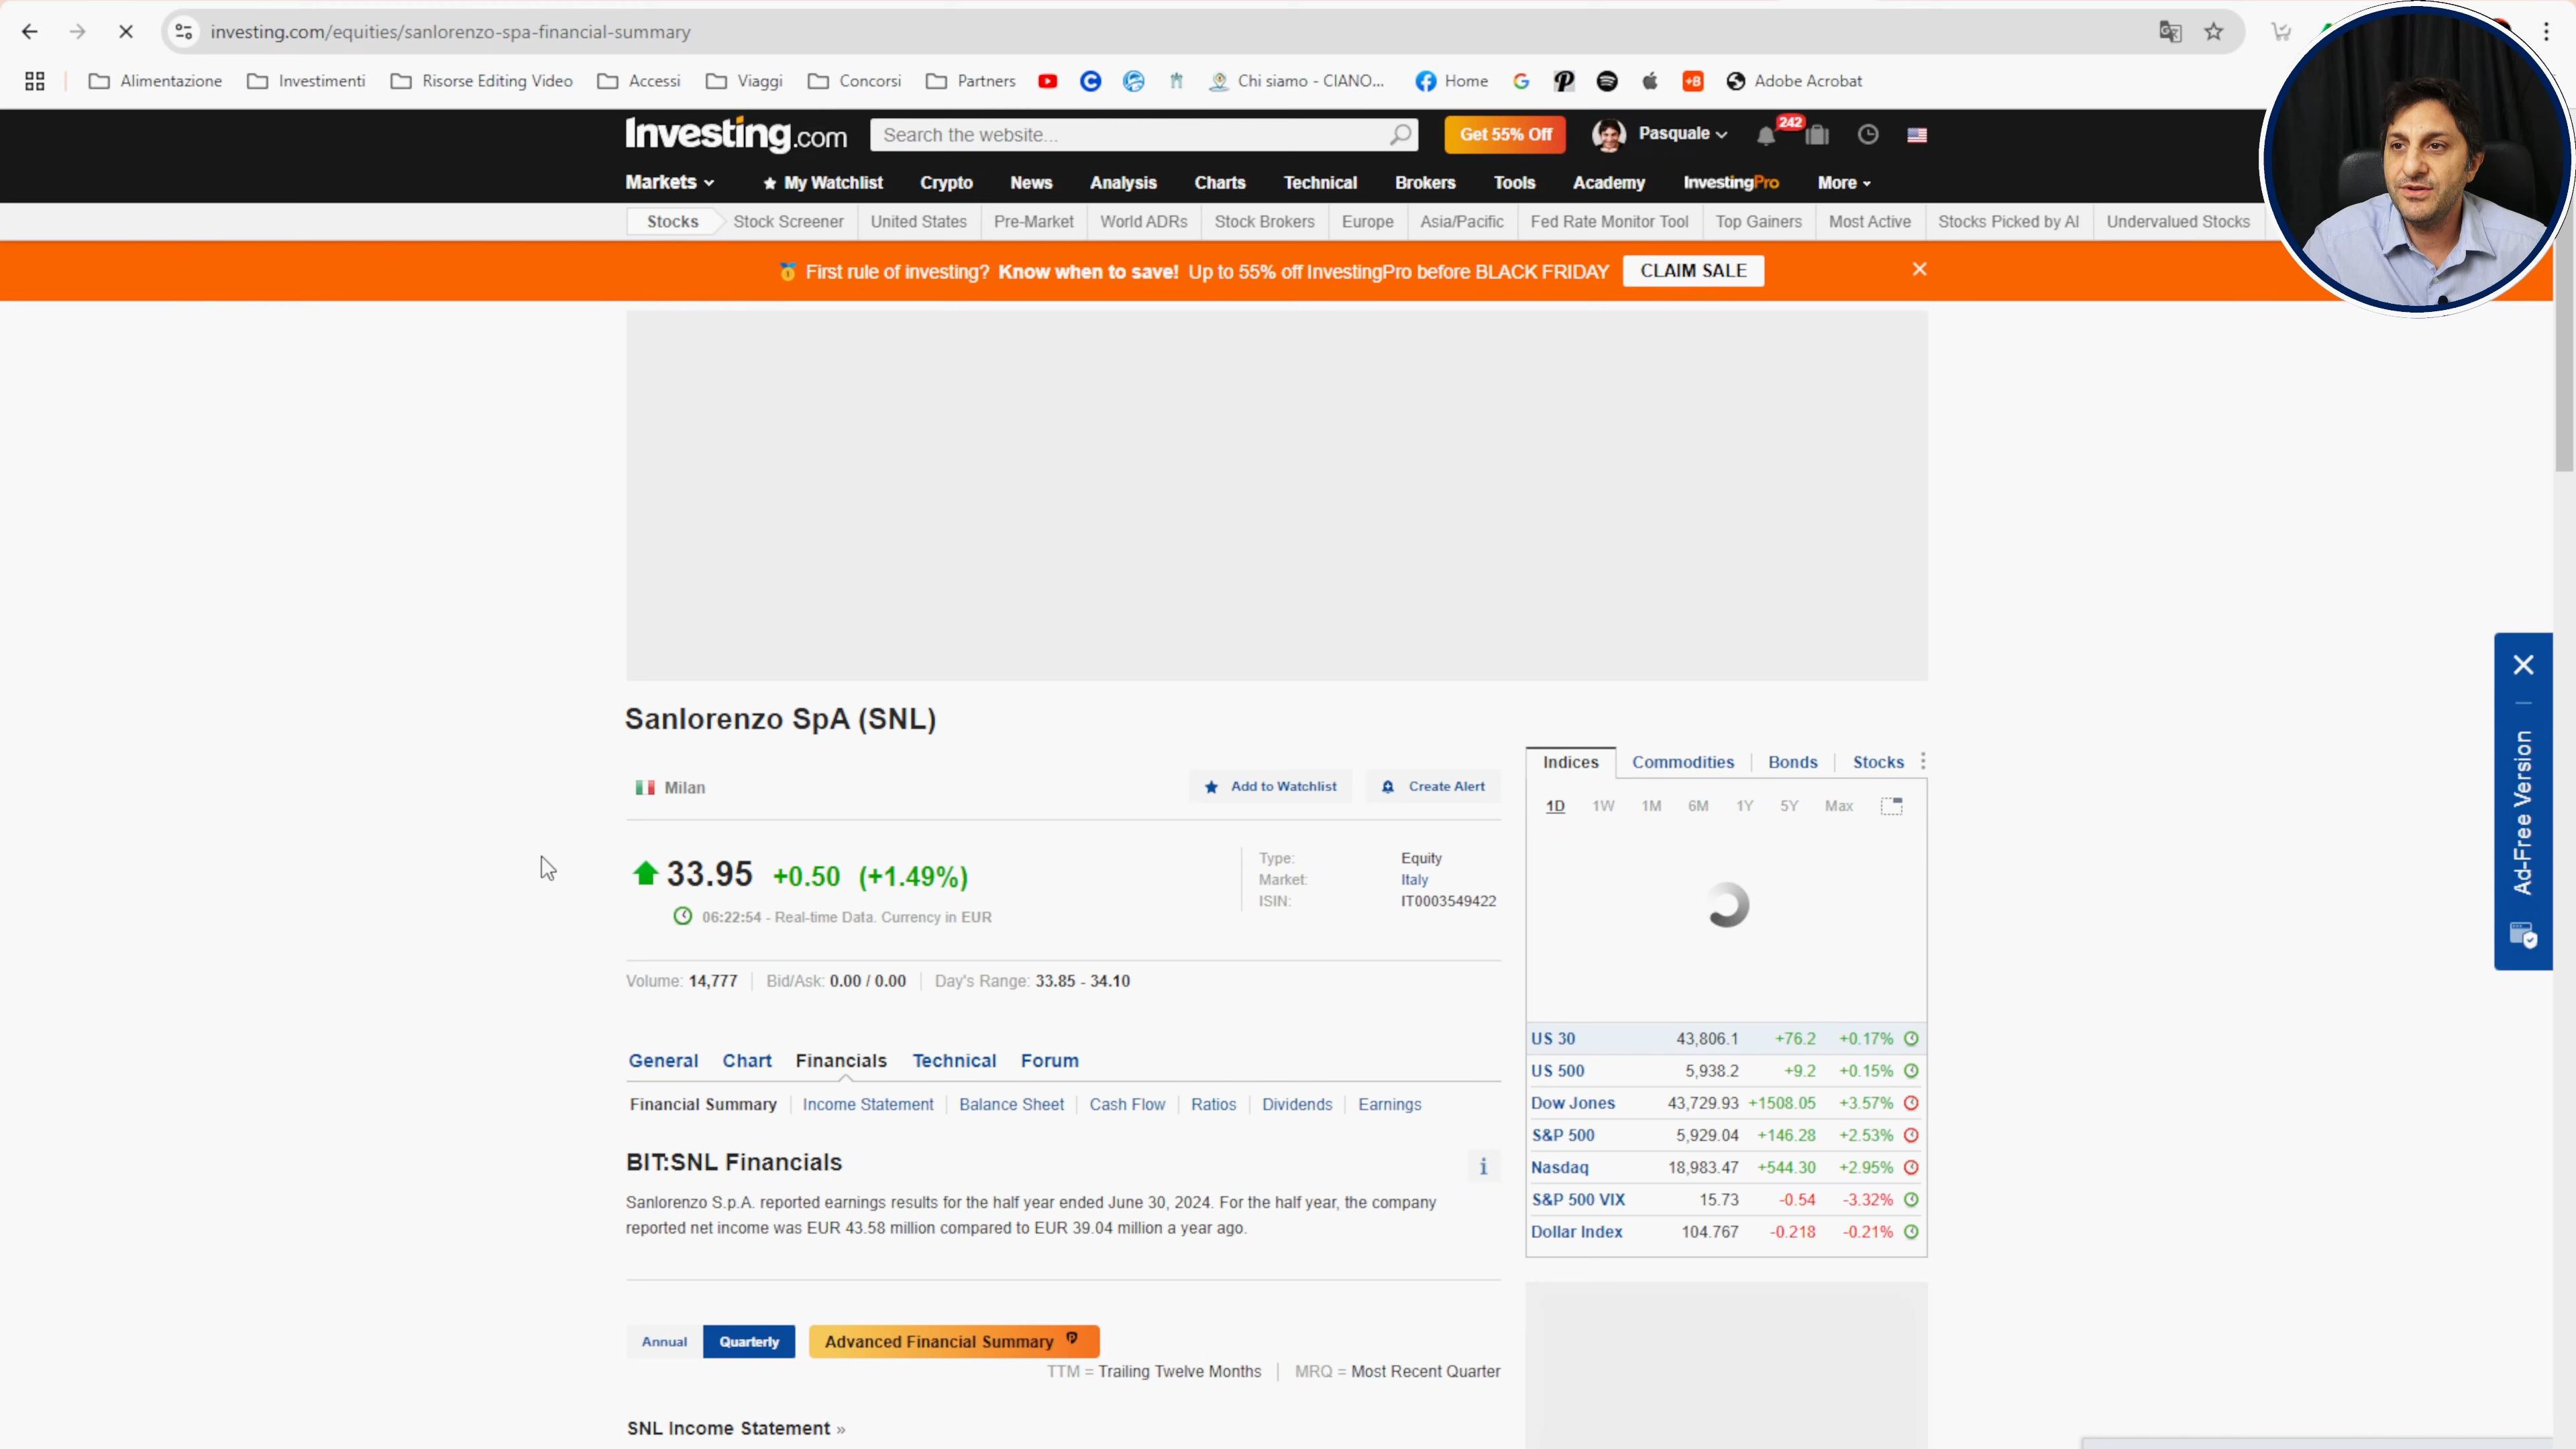 investing.com/equities/sanlorenzo-spa-financial-summary
Alimentazione Investimenti Risorse Editing Video Accessi Viaggi Concorsi Partners Chi siamo - CIANO... Home Adobe Acrobat
Investing.com Search the website... Get 55% Off Pasquale 242
Markets My Watchlist Crypto News Analysis Charts Technical Brokers Tools Academy InvestingPro More
Stocks Stock Screener United States Pre-Market World ADRs Stock Brokers Europe Asia/Pacific Fed Rate Monitor Tool Top Gainers Most Active Stocks Picked by AI Undervalued Stocks
First rule of investing? Know when to save! Up to 55% off InvestingPro before BLACK FRIDAY CLAIM SALE
Sanlorenzo SpA (SNL)
Milan Add to Watchlist Create Alert
33.95 +0.50 (+1.49%)
06:22:54 - Real-time Data. Currency in EUR
Type: Equity
Market: Italy
ISIN: IT0003549422
Volume: 14,777 Bid/Ask: 0.00 / 0.00 Day's Range: 33.85 - 34.10
General Chart Financials Technical Forum
Financial Summary Income Statement Balance Sheet Cash Flow Ratios Dividends Earnings
BIT:SNL Financials
Sanlorenzo S.p.A. reported earnings results for the half year ended June 30, 2024. For the half year, the company
reported net income was EUR 43.58 million compared to EUR 39.04 million a year ago.
Annual Quarterly Advanced Financial Summary
TTM = Trailing Twelve Months | MRQ = Most Recent Quarter
SNL Income Statement »
Indices Commodities Bonds Stocks
1D 1W 1M 6M 1Y 5Y Max
US 30 43,806.1 +76.2 +0.17%
US 500 5,938.2 +9.2 +0.15%
Dow Jones 43,729.93 +1508.05 +3.57%
S&P 500 5,929.04 +146.28 +2.53%
Nasdaq 18,983.47 +544.30 +2.95%
S&P 500 VIX 15.73 -0.54 -3.32%
Dollar Index 104.767 -0.218 -0.21%
Ad-Free Version